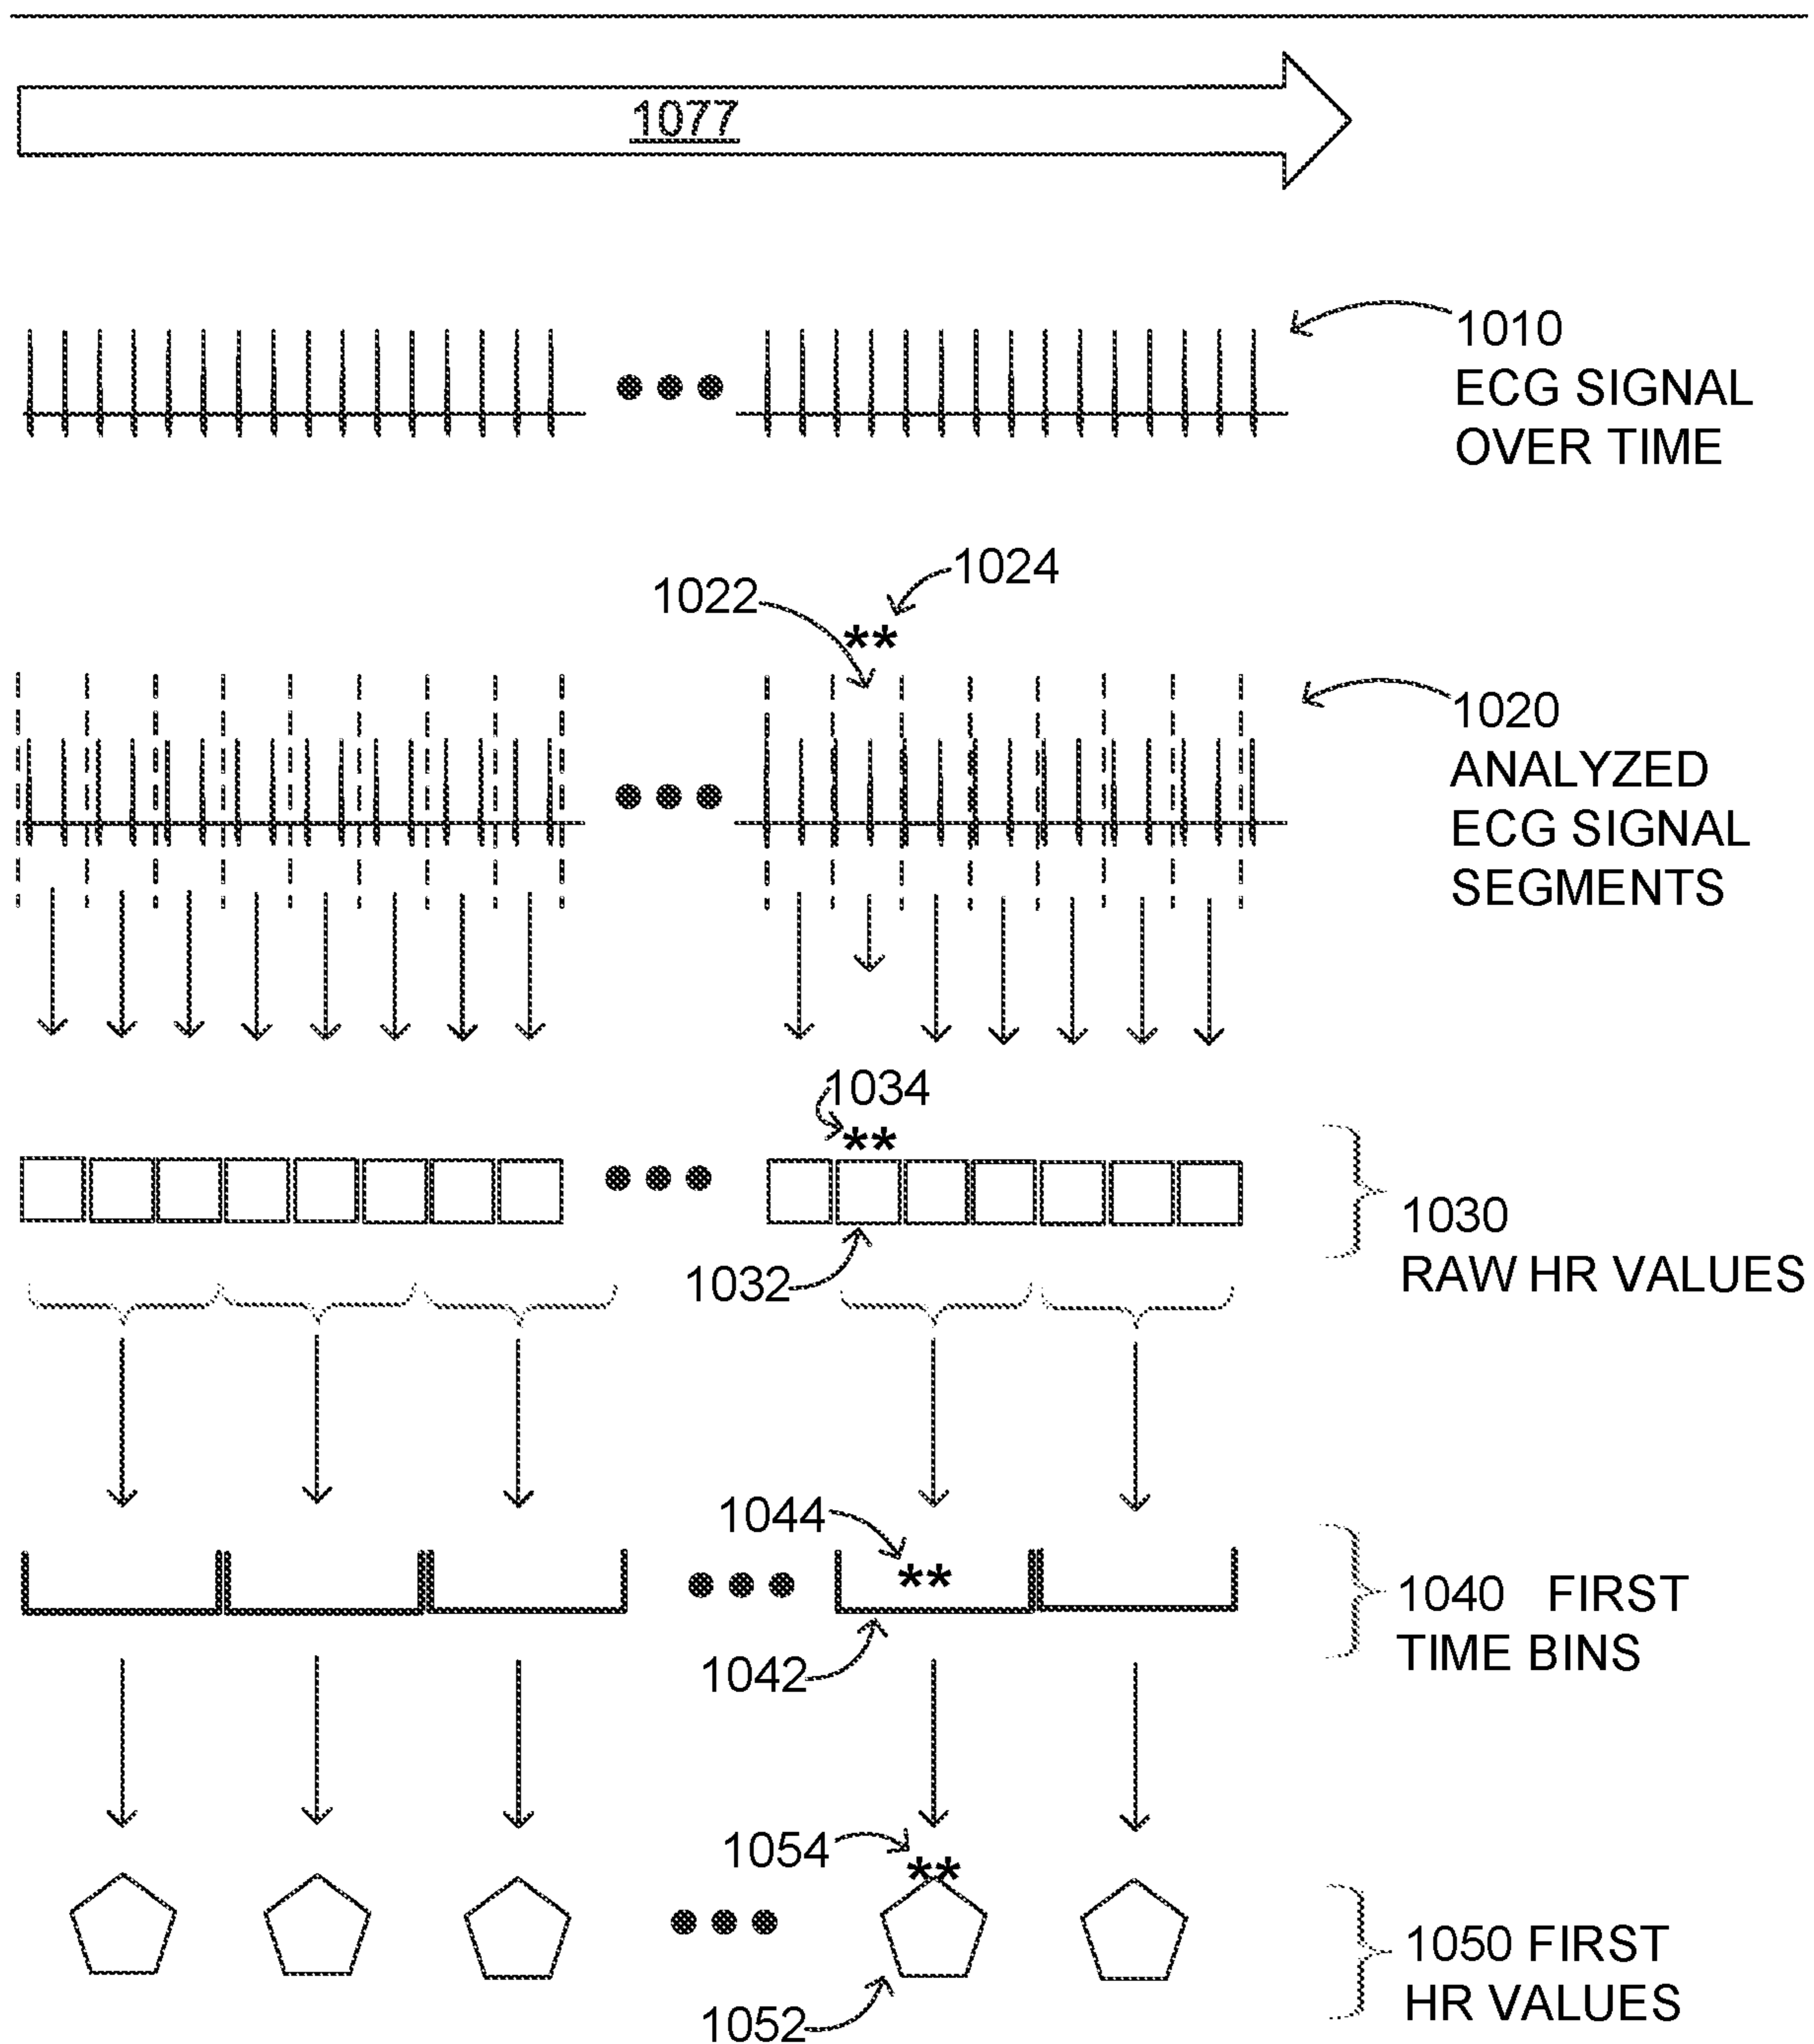 1077
1010
ECG SIGNAL
OVER TIME
1024
1022
**
1020
ANALYZED
ECG SIGNAL
SEGMENTS
1034
**
1030
RAW HR VALUES
1032
1044
**
1040 FIRST
TIME BINS
1042
1054
**
1050 FIRST
HR VALUES
1052